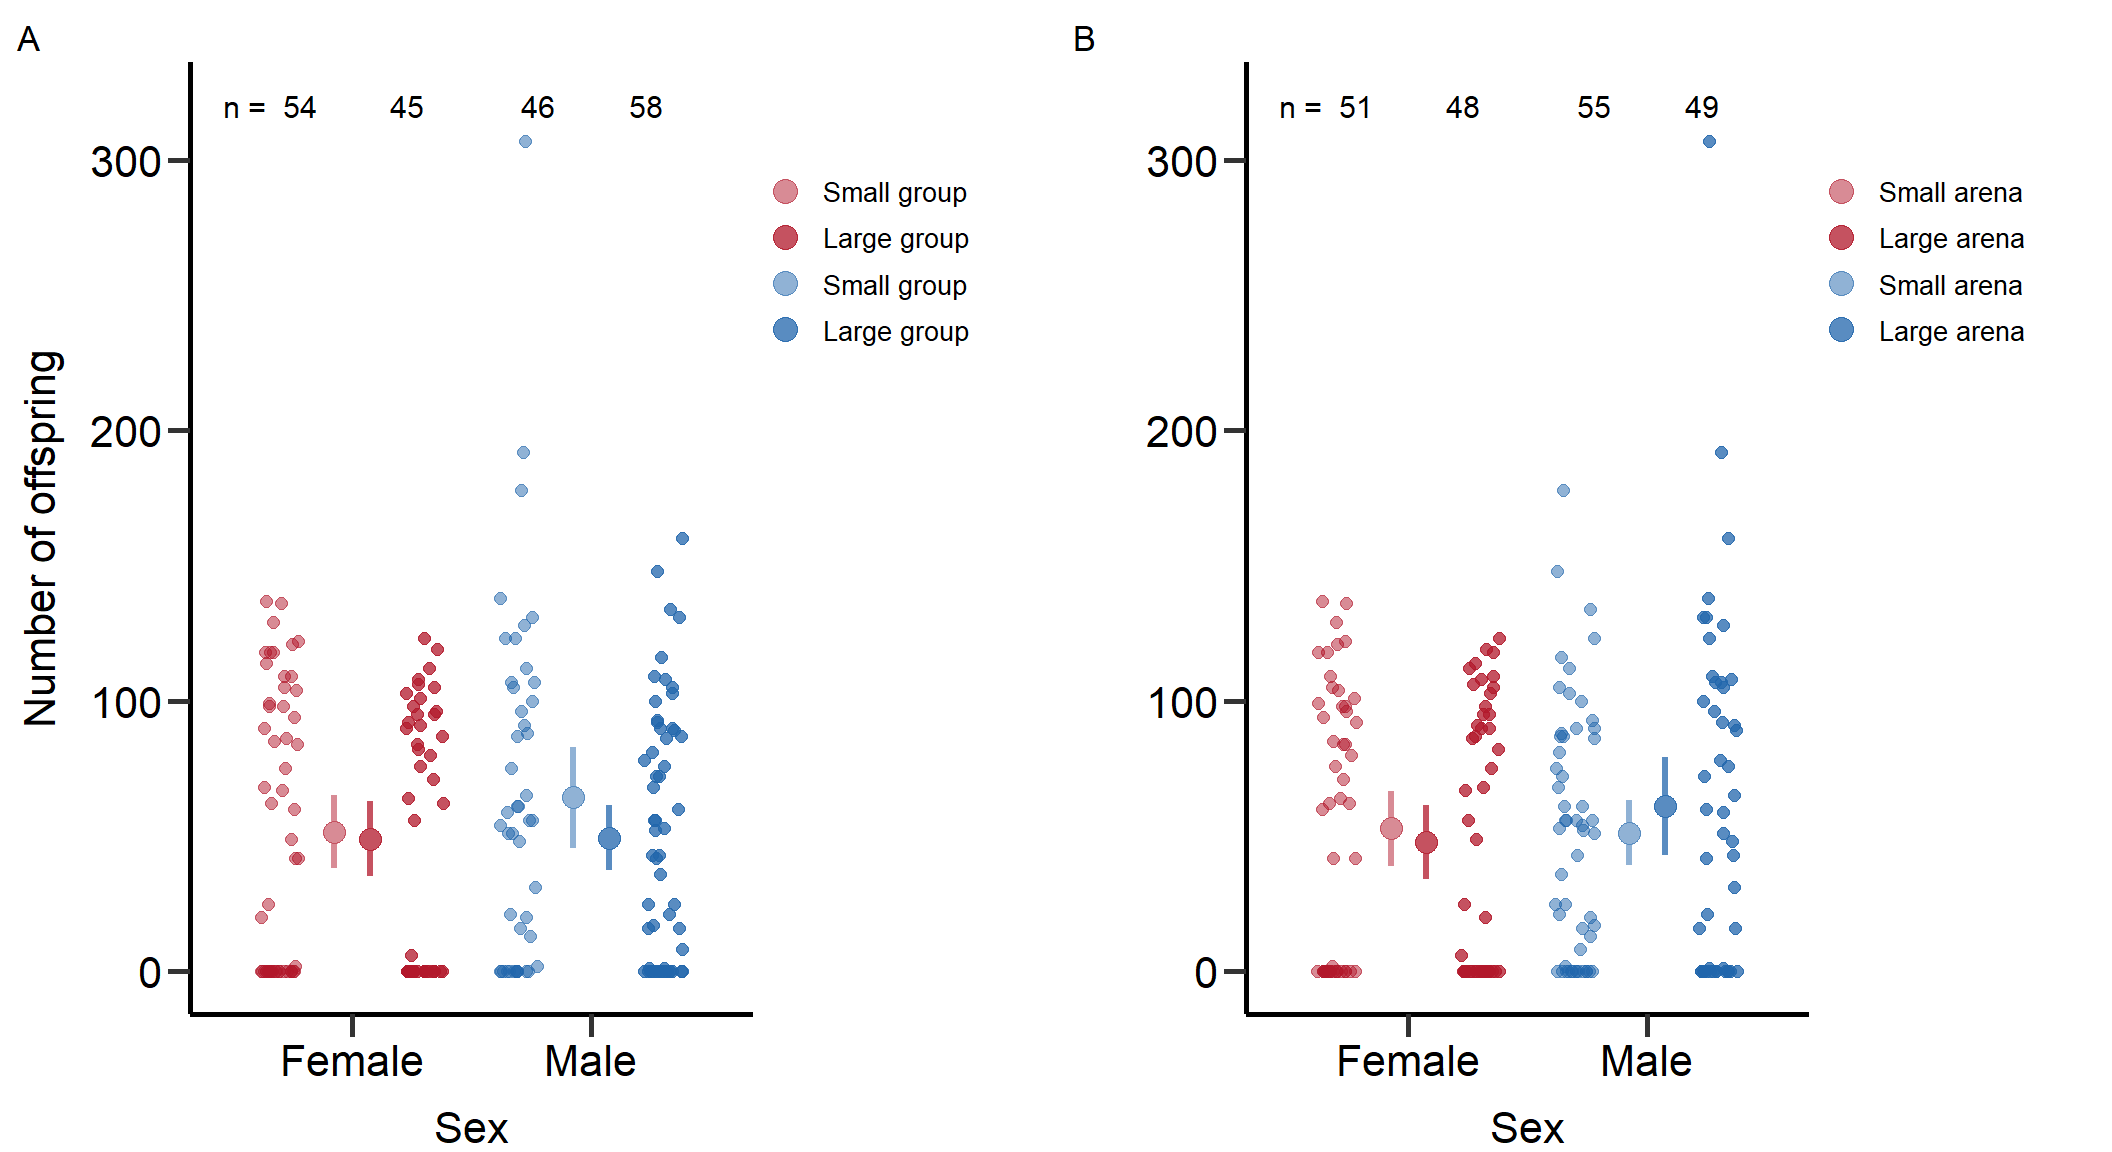 A
n = 54 45 46 58
300
200
100
0
Number of offspring
Female Male
Sex
Small group
Large group
Small group
Large group
B
n = 51 48 55 49
300
200
100
0
Female Male
Sex
Small arena
Large arena
Small arena
Large arena